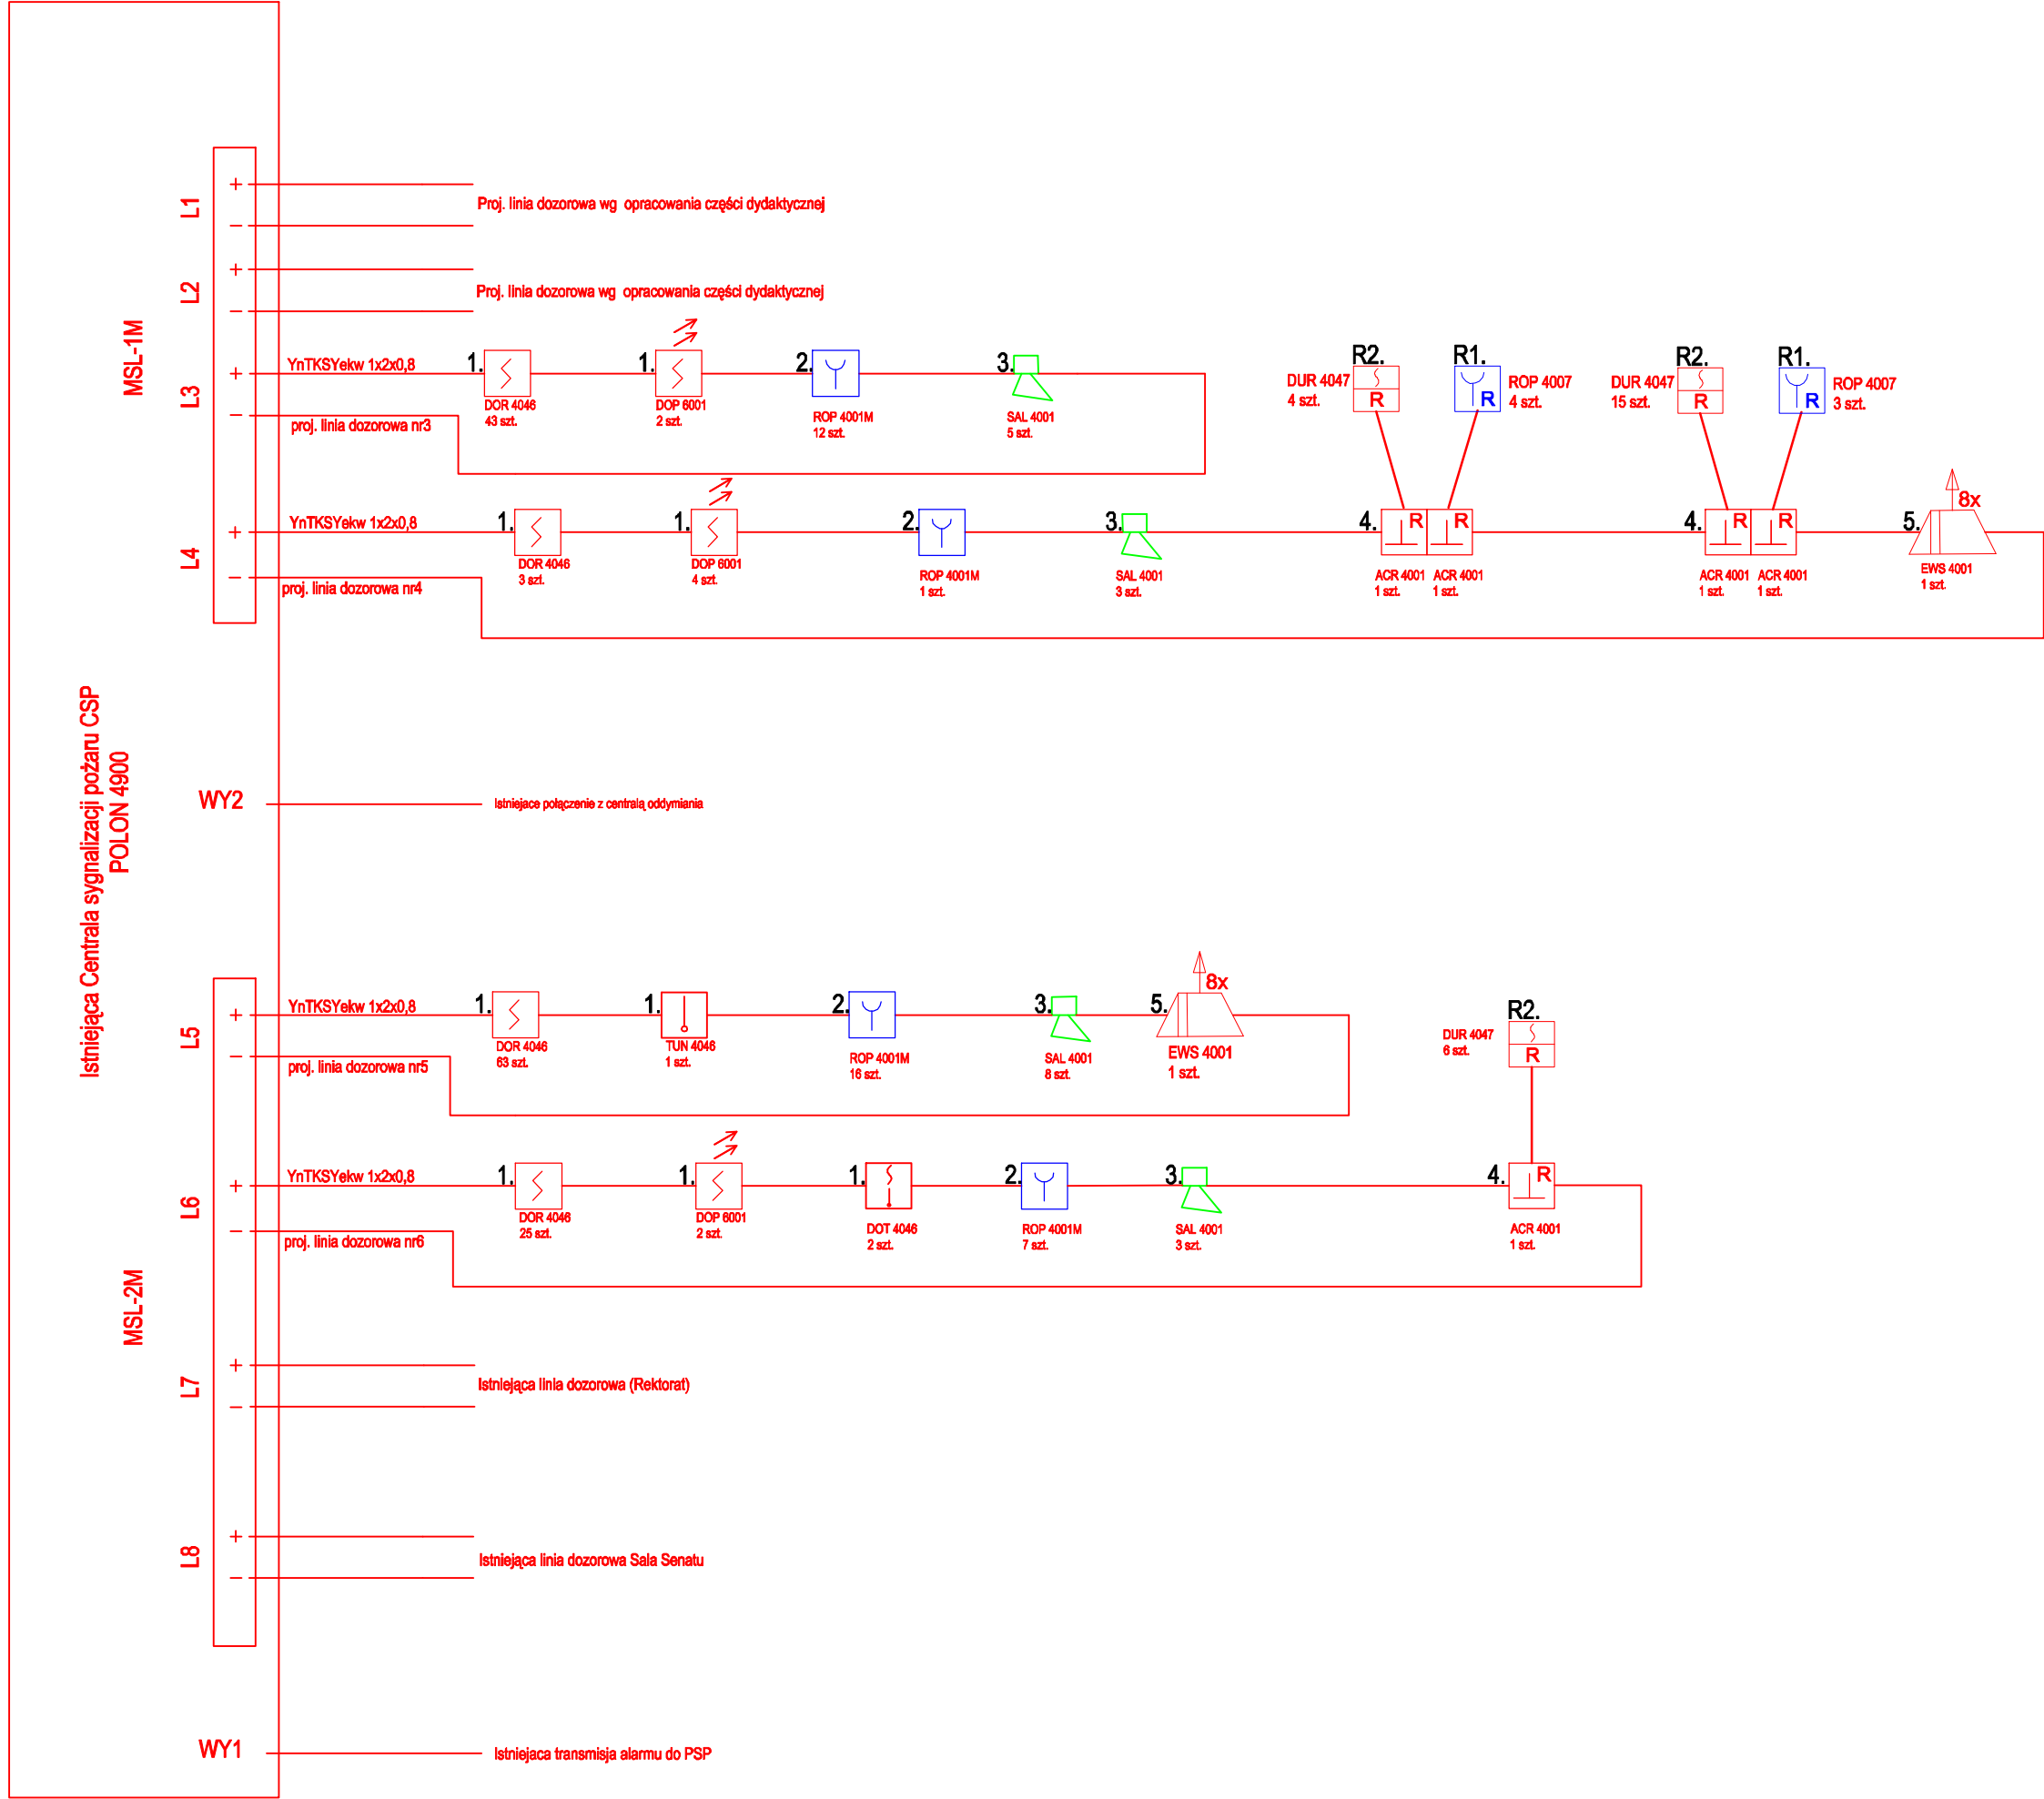 Istniejąca Centrala sygnalizacji pożaru CSP
POLON 4900
MSL-1M
L1
+
Proj. linia dozorowa wg opracowania części dydaktycznej
−
L2
+
Proj. linia dozorowa wg opracowania części dydaktycznej
−
L3
+
YnTKSYekw 1x2x0,8
−
proj. linia dozorowa nr3
1.
DOR 4046
43 szt.
1.
DOP 6001
2 szt.
2.
ROP 4001M
12 szt.
3.
SAL 4001
5 szt.
R2.
DUR 4047
4 szt.
R
R1.
ROP 4007
4 szt.
R
R2.
DUR 4047
15 szt.
R
R1.
ROP 4007
3 szt.
R
L4
+
YnTKSYekw 1x2x0,8
−
proj. linia dozorowa nr4
1.
DOR 4046
3 szt.
1.
DOP 6001
4 szt.
2.
ROP 4001M
1 szt.
3.
SAL 4001
3 szt.
4.
R
R
ACR 4001 ACR 4001
1 szt. 1 szt.
4.
R
R
ACR 4001 ACR 4001
1 szt. 1 szt.
5.
8x
EWS 4001
1 szt.
WY2
Istniejace połączenie z centralą oddymiania
MSL-2M
L5
+
YnTKSYekw 1x2x0,8
−
proj. linia dozorowa nr5
1.
DOR 4046
63 szt.
1.
TUN 4046
1 szt.
2.
ROP 4001M
16 szt.
3.
SAL 4001
8 szt.
5.
8x
EWS 4001
1 szt.
R2.
DUR 4047
6 szt.
R
L6
+
YnTKSYekw 1x2x0,8
−
proj. linia dozorowa nr6
1.
DOR 4046
25 szt.
1.
DOP 6001
2 szt.
1.
DOT 4046
2 szt.
2.
ROP 4001M
7 szt.
3.
SAL 4001
3 szt.
4.
R
ACR 4001
1 szt.
L7
+
Istniejąca linia dozorowa (Rektorat)
−
L8
+
Istniejąca linia dozorowa Sala Senatu
−
WY1
Istniejaca transmisja alarmu do PSP